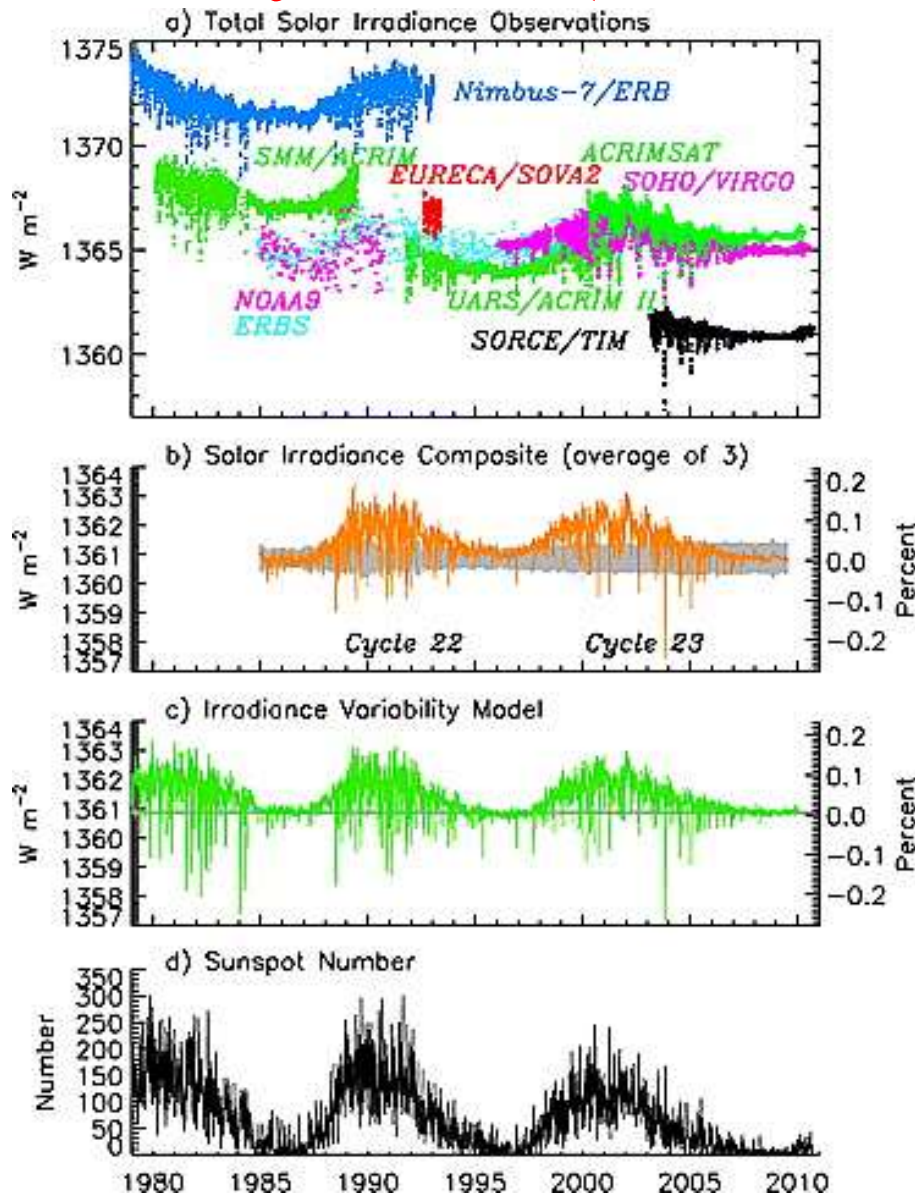 a) Total Solar Irradiance Observations
1375
1370
1365
1360
W m-2
Nimbus-7/ERB
SMM/ACRIM
ACRIMSAT
EURECA/SOVA2
SOHO/VIRGO
NOAA9
ERBS
UARS/ACRIM II
SORCE/TIM
b) Solar Irradiance Composite (average of 3)
1364
1363
1362
1361
1360
1359
1358
1357
W m-2
0.2
0.1
0.0
-0.1
-0.2
Percent
Cycle 22
Cycle 23
c) Irradiance Variability Model
1364
1363
1362
1361
1360
1359
1358
1357
W m-2
0.2
0.1
0.0
-0.1
-0.2
Percent
d) Sunspot Number
350
300
250
200
150
100
50
Number
1980 1985 1990 1995 2000 2005 2010